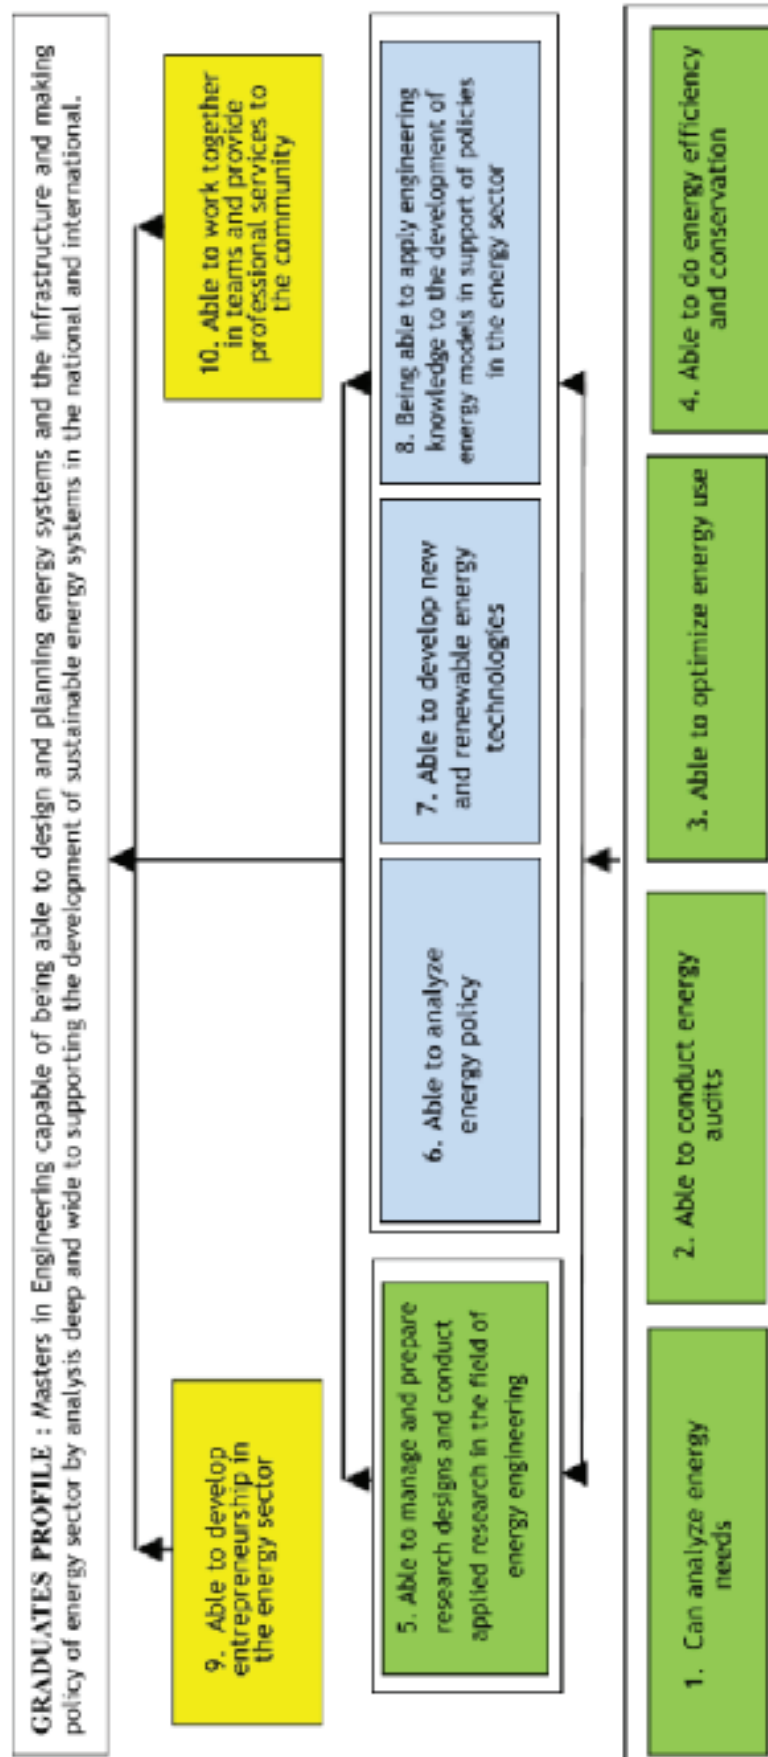 GRADUATES PROFILE : Masters in Engineering capable of being able to design and planning energy systems and the infrastructure and making
policy of energy sector by analysis deep and wide to supporting the development of sustainable energy systems in the national and international.
9. Able to develop
entrepreneurship in
the energy sector
10. Able to work together
in teams and provide
professional services to
the community
5. Able to manage and prepare
research designs and conduct
applied research in the field of
energy engineering
6. Able to analyze
energy policy
7. Able to develop new
and renewable energy
technologies
8. Being able to apply engineering
knowledge to the development of
energy models in support of policies
in the energy sector
1. Can analyze energy
needs
2. Able to conduct energy
audits
3. Able to optimize energy use
4. Able to do energy efficiency
and conservation